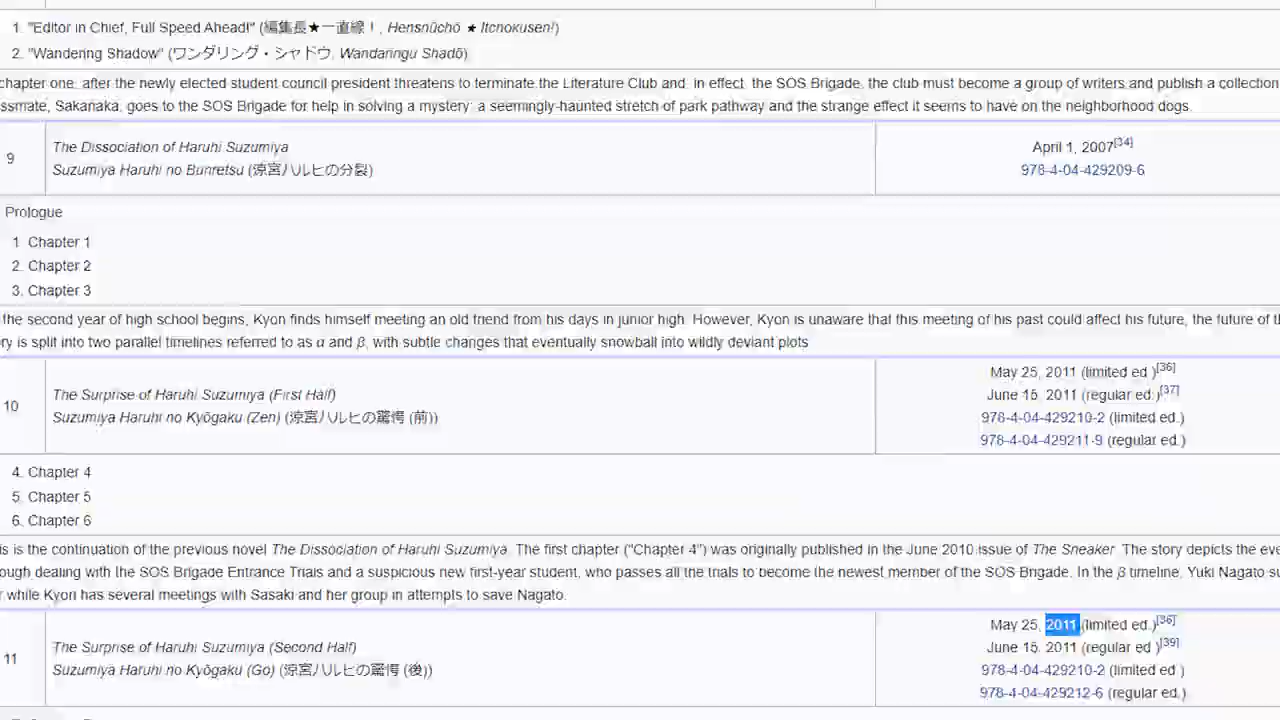 1. "Editor in Chief, Full Speed Ahead!" (編集長★一直線！,
2. "Wandering Shadow" (ワンダリング・シャドウ, Wandaringu Shadō)
chapter one, after the newly elected student council president threatens to terminate the Literature Club and, in effect, the SOS Brigade, the club must become a group of writers and publish a collection
ssmate, Sakanaka, goes to the SOS Brigade for help in solving a mystery: a seemingly-haunted stretch of park pathway and the strange effect it seems to have on the neighborhood dogs.
9
The Dissociation of Haruhi Suzumiya
Suzumiya Haruhi no Bunretsu (涼宮ハルヒの分裂)
April 1, 2007[34]
978-4-04-429209-6
Prologue
1. Chapter 1
2. Chapter 2
3. Chapter 3
the second year of high school begins, Kyon finds himself meeting an old friend from his days in junior high. However, Kyon is unaware that this meeting of his past could affect his future, the future of th
ry is split into two parallel timelines referred to as α and β, with subtle changes that eventually snowball into wildly deviant plots
10
The Surprise of Haruhi Suzumiya (First Half)
Suzumiya Haruhi no Kyōgaku (Zen) (涼宮ハルヒの驚愕 (前))
May 25, 2011 (limited ed.)[36]
June 15, 2011 (regular ed.)[37]
978-4-04-429210-2 (limited ed.)
978-4-04-429211-9 (regular ed.)
4. Chapter 4
5. Chapter 5
6. Chapter 6
is is the continuation of the previous novel The Dissociation of Haruhi Suzumiya. The first chapter ("Chapter 4") was originally published in the June 2010 issue of The Sneaker. The story depicts the eve
ough dealing with the SOS Brigade Entrance Trials and a suspicious new first-year student, who passes all the trials to become the newest member of the SOS Brigade. In the β timeline, Yuki Nagato su
r while Kyon has several meetings with Sasaki and her group in attempts to save Nagato.
11
The Surprise of Haruhi Suzumiya (Second Half)
Suzumiya Haruhi no Kyōgaku (Go) (涼宮ハルヒの驚愕 (後))
May 25, 2011 (limited ed.)[36]
June 15, 2011 (regular ed.)[39]
978-4-04-429210-2 (limited ed.)
978-4-04-429212-6 (regular ed.)